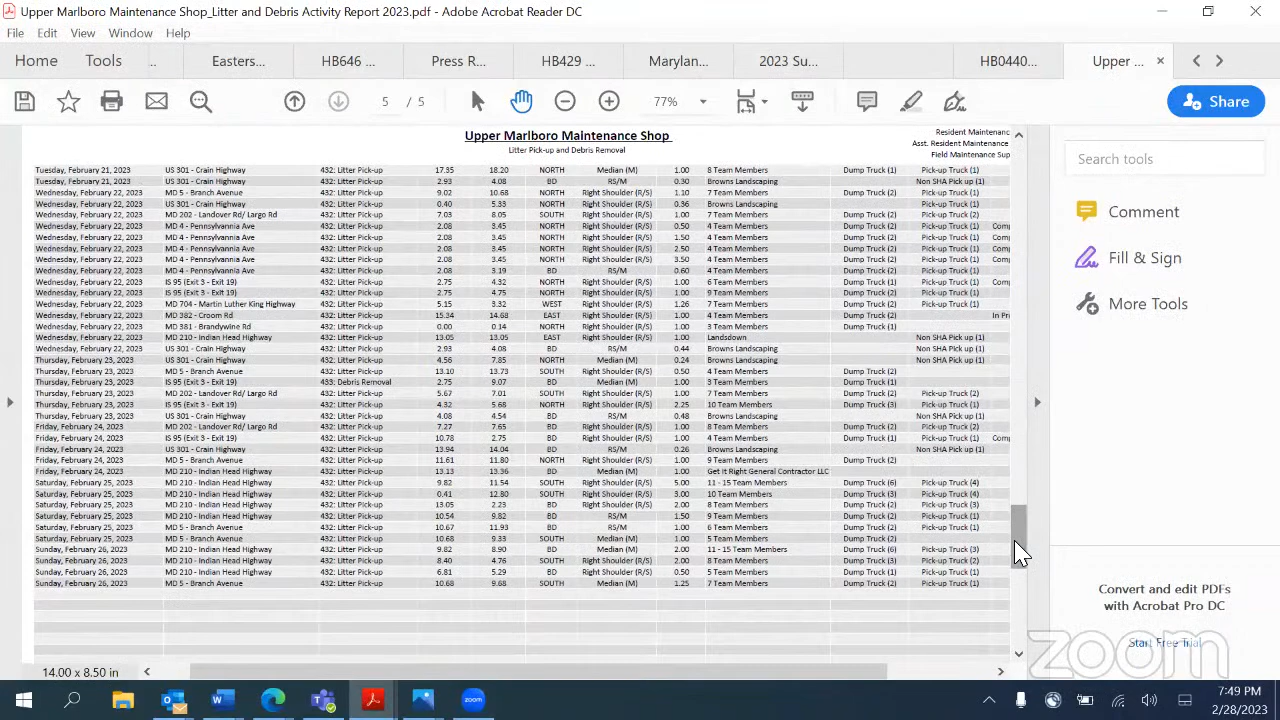 Upper Marlboro Maintenance Shop_Litter and Debris Activity Report 2023.pdf - Adobe Acrobat Reader DC
File Edit View Window Help
Home Tools .. Easters... HB646 ... Press R... HB429 ... Marylan... 2023 Su... HB0440... Upper ... ×
5 / 5 77% Share
Upper Marlboro Maintenance Shop
Resident Maintenanc
Asst. Resident Maintenance
Litter Pick-up and Debris Removal
Field Maintenance Sup
Tuesday, February 21, 2023 US 301 - Crain Highway 432: Litter Pick-up 17.35 18.20 NORTH Median (M) 1.00 8 Team Members Dump Truck (1) Pick-up Truck (1)
Tuesday, February 21, 2023 US 301 - Crain Highway 432: Litter Pick-up 2.93 4.08 BD RS/M 0.30 Browns Landscaping Non SHA Pick up (1)
Wednesday, February 22, 2023 MD 5 - Branch Avenue 432: Litter Pick-up 9.02 10.68 NORTH Right Shoulder (R/S) 1.10 7 Team Members Dump Truck (2) Pick-up Truck (1)
Wednesday, February 22, 2023 US 301 - Crain Highway 432: Litter Pick-up 0.40 5.33 NORTH Right Shoulder (R/S) 0.36 Browns Landscaping Pick-up Truck (1)
Wednesday, February 22, 2023 MD 202 - Landover Rd/ Largo Rd 432: Litter Pick-up 7.03 8.05 SOUTH Right Shoulder (R/S) 1.00 7 Team Members Dump Truck (2) Pick-up Truck (2)
Wednesday, February 22, 2023 MD 4 - Pennsylvannia Ave 432: Litter Pick-up 2.08 3.45 NORTH Right Shoulder (R/S) 0.50 4 Team Members Dump Truck (2) Pick-up Truck (1) Comp
Wednesday, February 22, 2023 MD 4 - Pennsylvannia Ave 432: Litter Pick-up 2.08 3.45 NORTH Right Shoulder (R/S) 1.50 4 Team Members Dump Truck (2) Pick-up Truck (1) Comp
Wednesday, February 22, 2023 MD 4 - Pennsylvannia Ave 432: Litter Pick-up 2.08 3.45 NORTH Right Shoulder (R/S) 2.50 4 Team Members Dump Truck (2) Pick-up Truck (1) Comp
Wednesday, February 22, 2023 MD 4 - Pennsylvannia Ave 432: Litter Pick-up 2.08 3.45 NORTH Right Shoulder (R/S) 3.50 4 Team Members Dump Truck (2) Pick-up Truck (1) Comp
Wednesday, February 22, 2023 MD 4 - Pennsylvannia Ave 432: Litter Pick-up 2.08 3.19 BD RS/M 0.60 4 Team Members Dump Truck (2) Pick-up Truck (1)
Wednesday, February 22, 2023 IS 95 (Exit 3 - Exit 19) 432: Litter Pick-up 2.75 4.32 NORTH Right Shoulder (R/S) 1.00 6 Team Members Dump Truck (1) Pick-up Truck (1) Comp
Wednesday, February 22, 2023 IS 95 (Exit 3 - Exit 19) 432: Litter Pick-up 2.75 4.75 NORTH Right Shoulder (R/S) 1.00 9 Team Members Dump Truck (2) Pick-up Truck (1)
Wednesday, February 22, 2023 MD 704 - Martin Luther King Highway 432: Litter Pick-up 5.15 3.32 WEST Right Shoulder (R/S) 1.26 7 Team Members Dump Truck (2) Pick-up Truck (1)
Wednesday, February 22, 2023 MD 382 - Croom Rd 432: Litter Pick-up 15.34 14.68 EAST Right Shoulder (R/S) 1.00 4 Team Members Dump Truck (2) In Pr
Wednesday, February 22, 2023 MD 381 - Brandywine Rd 432: Litter Pick-up 0.00 0.14 NORTH Right Shoulder (R/S) 1.00 3 Team Members Dump Truck (1)
Wednesday, February 22, 2023 MD 210 - Indian Head Highway 432: Litter Pick-up 13.05 13.05 EAST Right Shoulder (R/S) 1.00 Landsdown Non SHA Pick up (1)
Wednesday, February 22, 2023 US 301 - Crain Highway 432: Litter Pick-up 2.93 4.08 BD RS/M 0.44 Browns Landscaping Non SHA Pick up (1)
Thursday, February 23, 2023 US 301 - Crain Highway 432: Litter Pick-up 4.56 7.85 NORTH Median (M) 0.24 Browns Landscaping Non SHA Pick up (1)
Thursday, February 23, 2023 MD 5 - Branch Avenue 432: Litter Pick-up 13.10 13.73 SOUTH Right Shoulder (R/S) 0.50 4 Team Members Dump Truck (2)
Thursday, February 23, 2023 IS 95 (Exit 3 - Exit 19) 433: Debris Removal 2.75 9.07 BD Median (M) 1.00 3 Team Members Dump Truck (1)
Thursday, February 23, 2023 MD 202 - Landover Rd/ Largo Rd 432: Litter Pick-up 5.67 7.01 SOUTH Right Shoulder (R/S) 1.00 7 Team Members Dump Truck (2) Pick-up Truck (2)
Thursday, February 23, 2023 IS 95 (Exit 3 - Exit 19) 432: Litter Pick-up 4.32 5.68 NORTH Right Shoulder (R/S) 2.25 10 Team Members Dump Truck (3) Pick-up Truck (1)
Thursday, February 23, 2023 US 301 - Crain Highway 432: Litter Pick-up 4.08 4.54 BD RS/M 0.48 Browns Landscaping Non SHA Pick up (1)
Friday, February 24, 2023 MD 202 - Landover Rd/ Largo Rd 432: Litter Pick-up 7.27 7.65 BD Right Shoulder (R/S) 1.00 8 Team Members Dump Truck (2) Pick-up Truck (2)
Friday, February 24, 2023 IS 95 (Exit 3 - Exit 19) 432: Litter Pick-up 10.78 2.75 BD Right Shoulder (R/S) 1.00 4 Team Members Dump Truck (1) Pick-up Truck (1) Comp
Friday, February 24, 2023 US 301 - Crain Highway 432: Litter Pick-up 13.94 14.04 BD RS/M 0.26 Browns Landscaping Non SHA Pick up (1)
Friday, February 24, 2023 MD 5 - Branch Avenue 432: Litter Pick-up 11.61 11.80 NORTH Right Shoulder (R/S) 1.00 9 Team Members Dump Truck (2)
Friday, February 24, 2023 MD 210 - Indian Head Highway 432: Litter Pick-up 13.13 13.36 BD Median (M) 1.00 Get It Right General Contractor LLC
Saturday, February 25, 2023 MD 210 - Indian Head Highway 432: Litter Pick-up 9.82 11.54 SOUTH Right Shoulder (R/S) 5.00 11 - 15 Team Members Dump Truck (6) Pick-up Truck (4)
Saturday, February 25, 2023 MD 210 - Indian Head Highway 432: Litter Pick-up 0.41 12.80 SOUTH Right Shoulder (R/S) 3.00 10 Team Members Dump Truck (3) Pick-up Truck (4)
Saturday, February 25, 2023 MD 210 - Indian Head Highway 432: Litter Pick-up 13.05 2.23 BD Right Shoulder (R/S) 2.00 8 Team Members Dump Truck (2) Pick-up Truck (3)
Saturday, February 25, 2023 MD 210 - Indian Head Highway 432: Litter Pick-up 10.54 9.82 BD RS/M 1.50 9 Team Members Dump Truck (2) Pick-up Truck (1)
Saturday, February 25, 2023 MD 5 - Branch Avenue 432: Litter Pick-up 10.67 11.93 BD RS/M 1.00 6 Team Members Dump Truck (2) Pick-up Truck (1)
Saturday, February 25, 2023 MD 5 - Branch Avenue 432: Litter Pick-up 10.68 9.33 SOUTH Median (M) 1.00 5 Team Members Dump Truck (2)
Sunday, February 26, 2023 MD 210 - Indian Head Highway 432: Litter Pick-up 9.82 8.90 BD Median (M) 2.00 11 - 15 Team Members Dump Truck (6) Pick-up Truck (3)
Sunday, February 26, 2023 MD 210 - Indian Head Highway 432: Litter Pick-up 8.40 4.76 SOUTH Right Shoulder (R/S) 2.00 8 Team Members Dump Truck (3) Pick-up Truck (2)
Sunday, February 26, 2023 MD 210 - Indian Head Highway 432: Litter Pick-up 6.81 5.29 BD Right Shoulder (R/S) 0.50 5 Team Members Dump Truck (1) Pick-up Truck (1)
Sunday, February 26, 2023 MD 5 - Branch Avenue 432: Litter Pick-up 10.68 9.68 SOUTH Median (M) 1.25 7 Team Members Dump Truck (2) Pick-up Truck (1)
14.00 x 8.50 in
Search tools
Comment
Fill & Sign
More Tools
Convert and edit PDFs
with Acrobat Pro DC
Start Free Trial
zoom
zoom
7:49 PM
2/28/2023